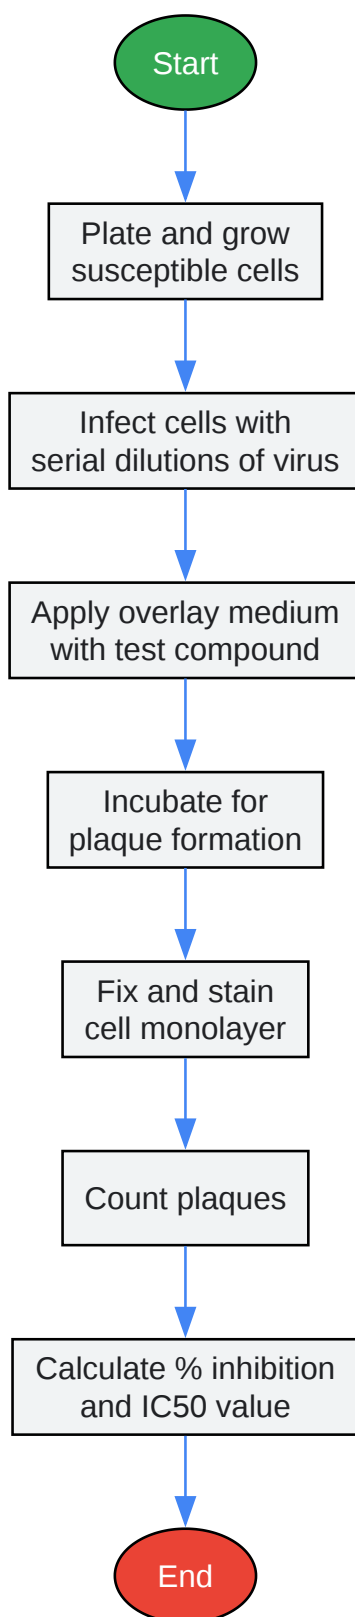 Start
Plate and grow
susceptible cells
Infect cells with
serial dilutions of virus
Apply overlay medium
with test compound
Incubate for
plaque formation
Fix and stain
cell monolayer
Count plaques
Calculate % inhibition
and IC50 value
End